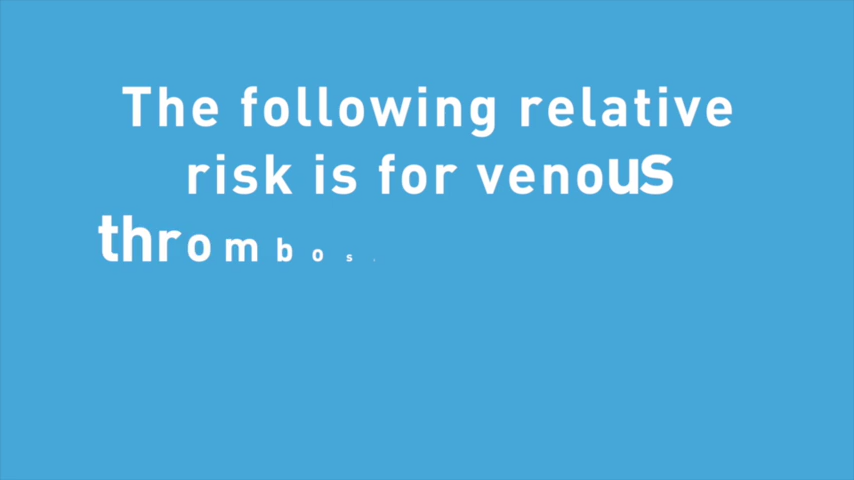 The following relative
risk is for venous
thrombos